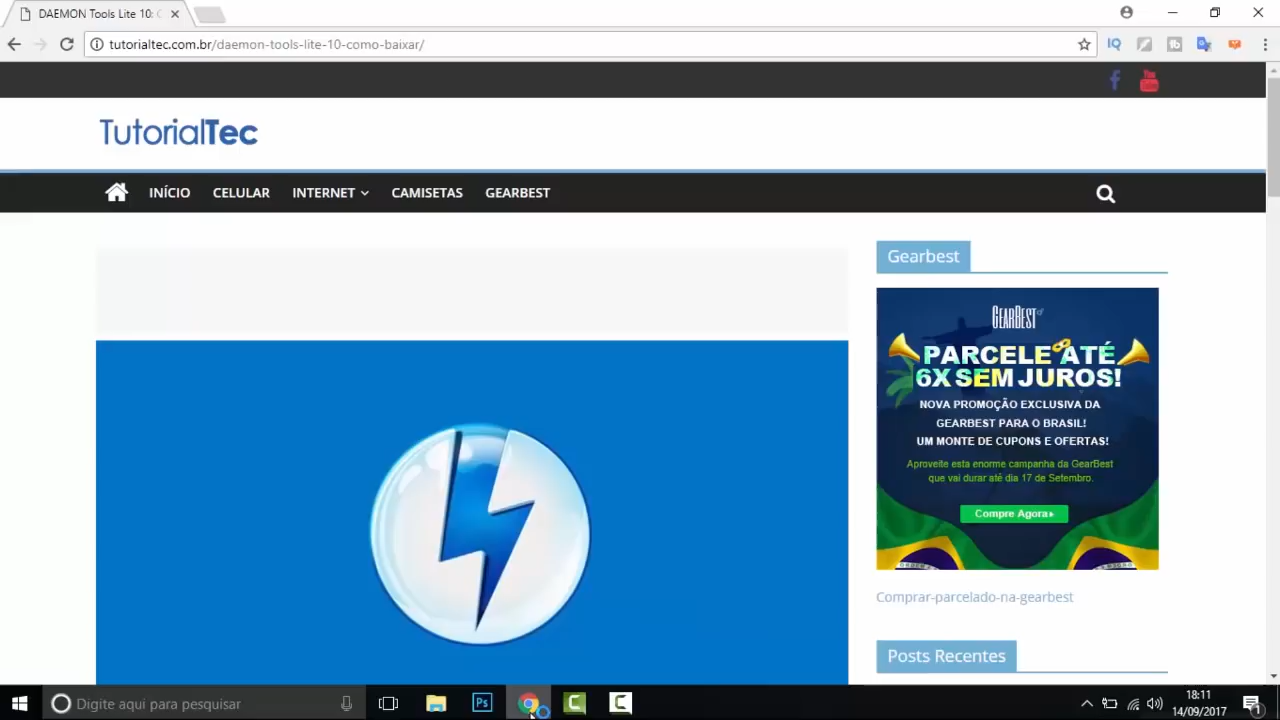 DAEMON Tools Lite 10: C
tutorialtec.com.br/daemon-tools-lite-10-como-baixar/
TutorialTec
INÍCIO CELULAR INTERNET CAMISETAS GEARBEST
Gearbest
GEARBEST
PARCELE ATÉ
6X SEM JUROS!
NOVA PROMOÇÃO EXCLUSIVA DA
GEARBEST PARA O BRASIL!
UM MONTE DE CUPONS E OFERTAS!
Aproveite esta enorme campanha da GearBest
que vai durar até dia 17 de Setembro.
Compre Agora
Comprar-parcelado-na-gearbest
Posts Recentes
Digite aqui para pesquisar
Ps
18:11
14/09/2017
1